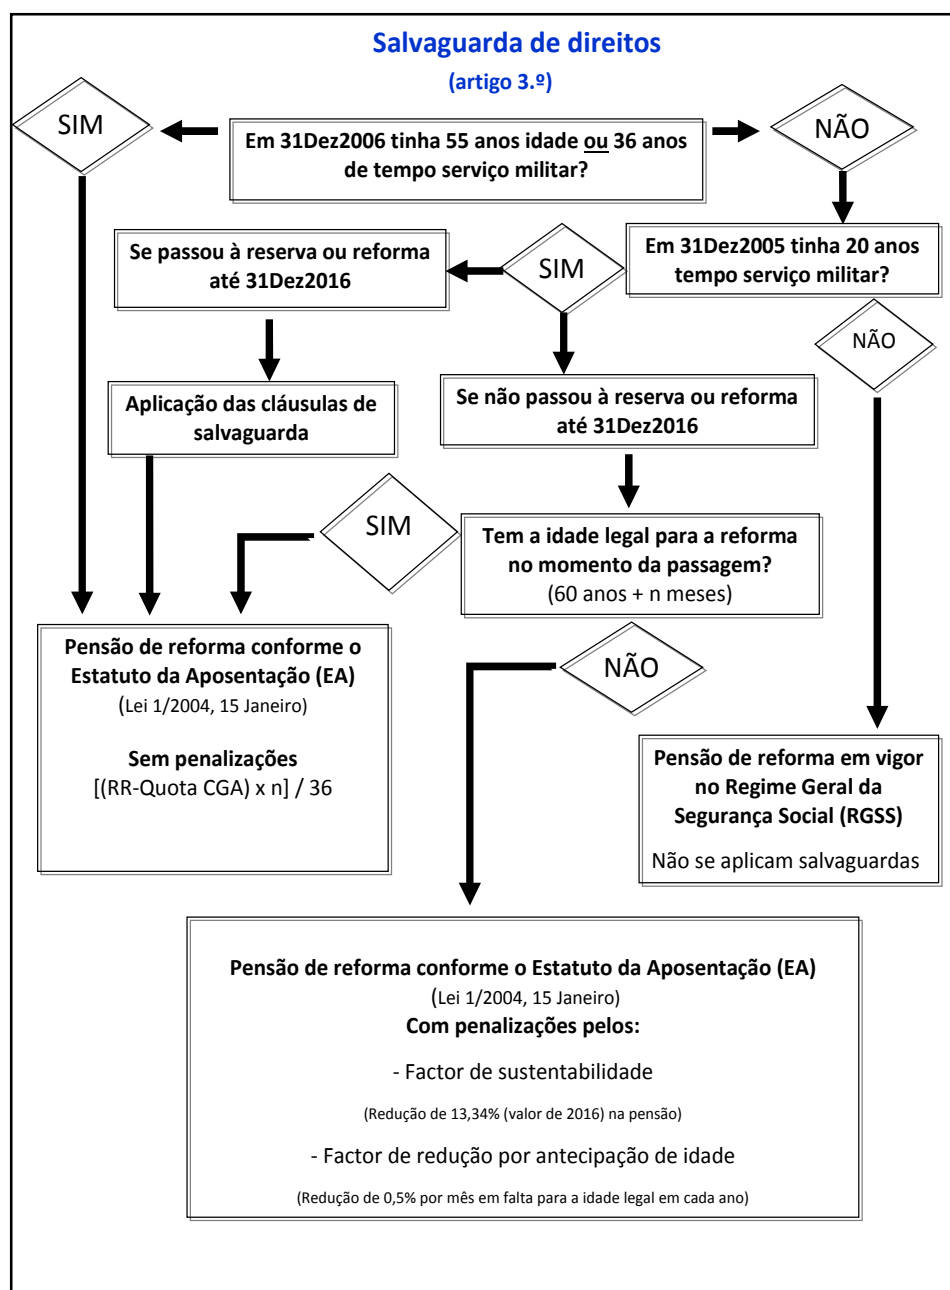 Salvaguarda de direitos
(artigo 3.º)
SIM
Em 31Dez2006 tinha 55 anos idade ou 36 anos
de tempo serviço militar?
NÃO
Se passou à reserva ou reforma
até 31Dez2016
SIM
Em 31Dez2005 tinha 20 anos
tempo serviço militar?
NÃO
Aplicação das cláusulas de
salvaguarda
Se não passou à reserva ou reforma
até 31Dez2016
SIM
Tem a idade legal para a reforma
no momento da passagem?
(60 anos + n meses)
Pensão de reforma conforme o
Estatuto da Aposentação (EA)
(Lei 1/2004, 15 Janeiro)
Sem penalizações
[(RR-Quota CGA) x n] / 36
NÃO
Pensão de reforma em vigor
no Regime Geral da
Segurança Social (RGSS)
Não se aplicam salvaguardas
Pensão de reforma conforme o Estatuto da Aposentação (EA)
(Lei 1/2004, 15 Janeiro)
Com penalizações pelos:
- Factor de sustentabilidade
(Redução de 13,34% (valor de 2016) na pensão)
- Factor de redução por antecipação de idade
(Redução de 0,5% por mês em falta para a idade legal em cada ano)